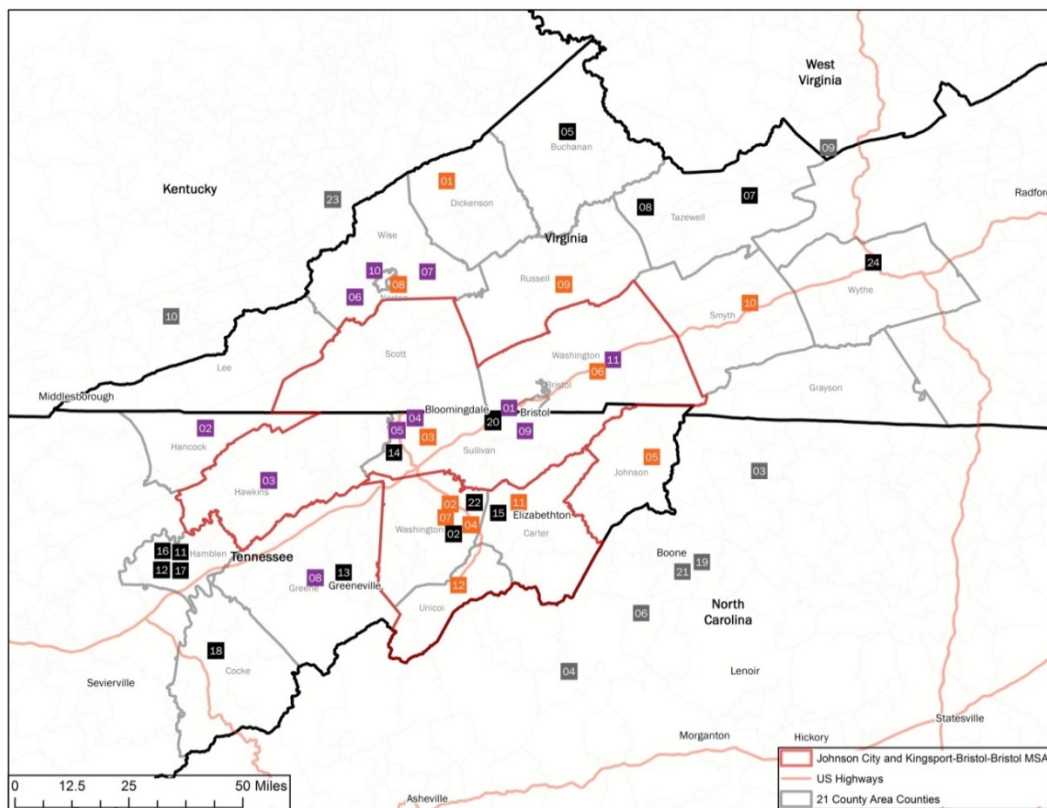 West
Virginia
05
Buchanan
09
Kentucky
01
Dickenson
23
07
08
Tazewell
Radford
Wise
Virginia
10
07
08
Norton
Russell
09
24
Wythe
06
10
10
Smyth
Scott
Washington
11
06
Lee
Bristol
Grayson
Middlesborough
Bloomingdale
01
Bristol
04
20
02
05
03
09
Hancock
14
Sullivan
05
Johnson
03
03
Hawkins
02
22
11
07
04
15
Elizabethton
Washington
02
Carter
16
11
Hamblen
Tennessee
12
17
Boone
19
21
08
13
Greene
Greeneville
12
Unicoi
06
North
Carolina
18
Cocke
04
Lenoir
Sevierville
Statesville
Morganton
Hickory
Asheville
0
12.5
25
50 Miles
Johnson City and Kingsport-Bristol-Bristol MSA
US Highways
21 County Area Counties